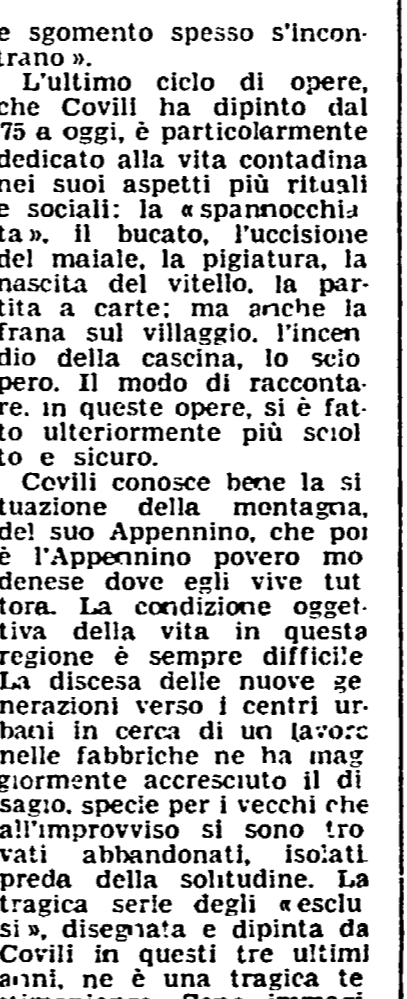 e sgomento spesso s'incon-
trano ».
L'ultimo ciclo di opere,
che Covili ha dipinto dal
75 a oggi, è particolarmente
dedicato alla vita contadina
nei suoi aspetti più rituali
e sociali: la « spannocchia
ta », il bucato, l'uccisione
del maiale, la pigiatura, la
nascita del vitello, la par-
tita a carte; ma anche la
frana sul villaggio, l'incen
dio della cascina, lo scio
pero. Il modo di racconta-
re, in queste opere, si è fat-
to ulteriormente più sciol
to e sicuro.
Covili conosce bene la si
tuazione della montagna,
del suo Appennino, che poi
è l'Appennino povero mo
denese dove egli vive tut
tora. La condizione ogget-
tiva della vita in questa
regione è sempre difficile
La discesa delle nuove ge
nerazioni verso i centri ur-
bani in cerca di un lavoro
nelle fabbriche ne ha mag
giormente accresciuto il di
sagio, specie per i vecchi che
all'improvviso si sono tro
vati abbandonati, isolati
preda della solitudine. La
tragica serie degli « esclu
si », disegnata e dipinta da
Covili in questi tre ultimi
anni, ne è una tragica te